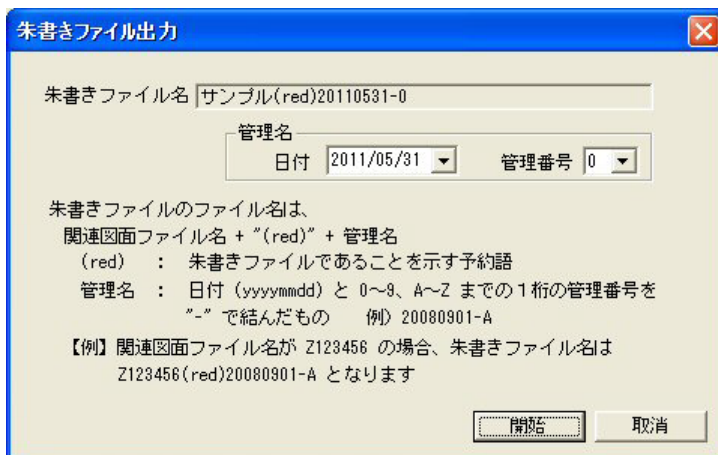 朱書きファイル出力
朱書きファイル名 サンプル(red)20110531-0
管理名
日付 2011/05/31 管理番号 0
朱書きファイルのファイル名は、
関連図面ファイル名 + "(red)" + 管理名
(red) : 朱書きファイルであることを示す予約語
管理名 : 日付 (yyyymmdd) と 0～9、A～Z までの１桁の管理番号を
"-" で結んだもの 例) 20080901-A
【例】関連図面ファイル名が Z123456 の場合、朱書きファイル名は
Z123456(red)20080901-A となります
開始 取消